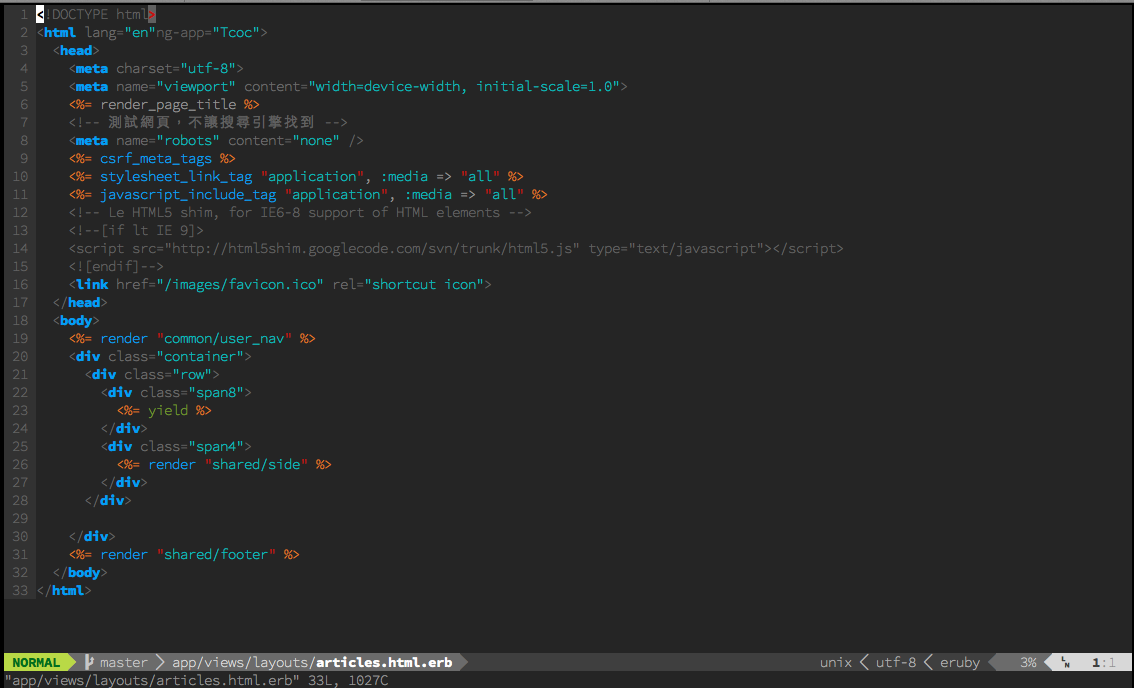 1 <!DOCTYPE html>
2 <html lang="en"ng-app="Tcoc">
3   <head>
4     <meta charset="utf-8">
5     <meta name="viewport" content="width=device-width, initial-scale=1.0">
6     <%= render_page_title %>
7     <!-- 測試網頁，不讓搜尋引擎找到 -->
8     <meta name="robots" content="none" />
9     <%= csrf_meta_tags %>
10     <%= stylesheet_link_tag "application", :media => "all" %>
11     <%= javascript_include_tag "application", :media => "all" %>
12     <!-- Le HTML5 shim, for IE6-8 support of HTML elements -->
13     <!--[if lt IE 9]>
14     <script src="http://html5shim.googlecode.com/svn/trunk/html5.js" type="text/javascript"></script>
15     <![endif]-->
16     <link href="/images/favicon.ico" rel="shortcut icon">
17   </head>
18   <body>
19     <%= render "common/user_nav" %>
20     <div class="container">
21       <div class="row">
22         <div class="span8">
23           <%= yield %>
24         </div>
25         <div class="span4">
26           <%= render "shared/side" %>
27         </div>
28       </div>
29
30     </div>
31     <%= render "shared/footer" %>
32   </body>
33 </html>
NORMAL master app/views/layouts/articles.html.erb unix utf-8 eruby 3% LN 1:1
"app/views/layouts/articles.html.erb" 33L, 1027C